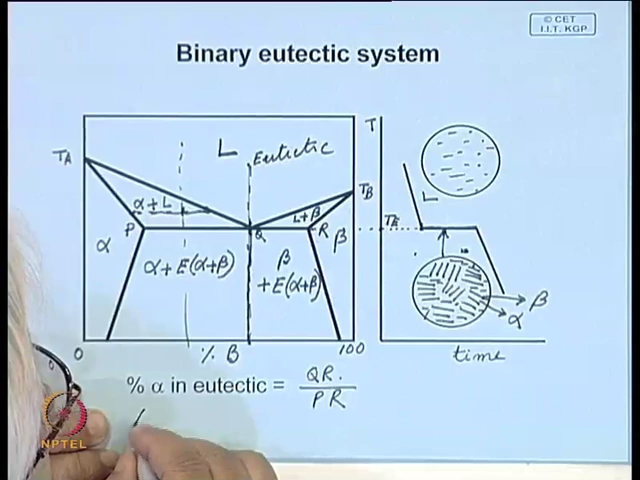 © CET
I.I.T. KGP
Binary eutectic system
T
L
Eutectic
TA
TB
α + L
L + β
L
TE
P
Q
R
α
β
α + E(α+β)
β
+ E(α+β)
β
α
0
% B
100
time
% α in eutectic = QR / PR
NPTEL